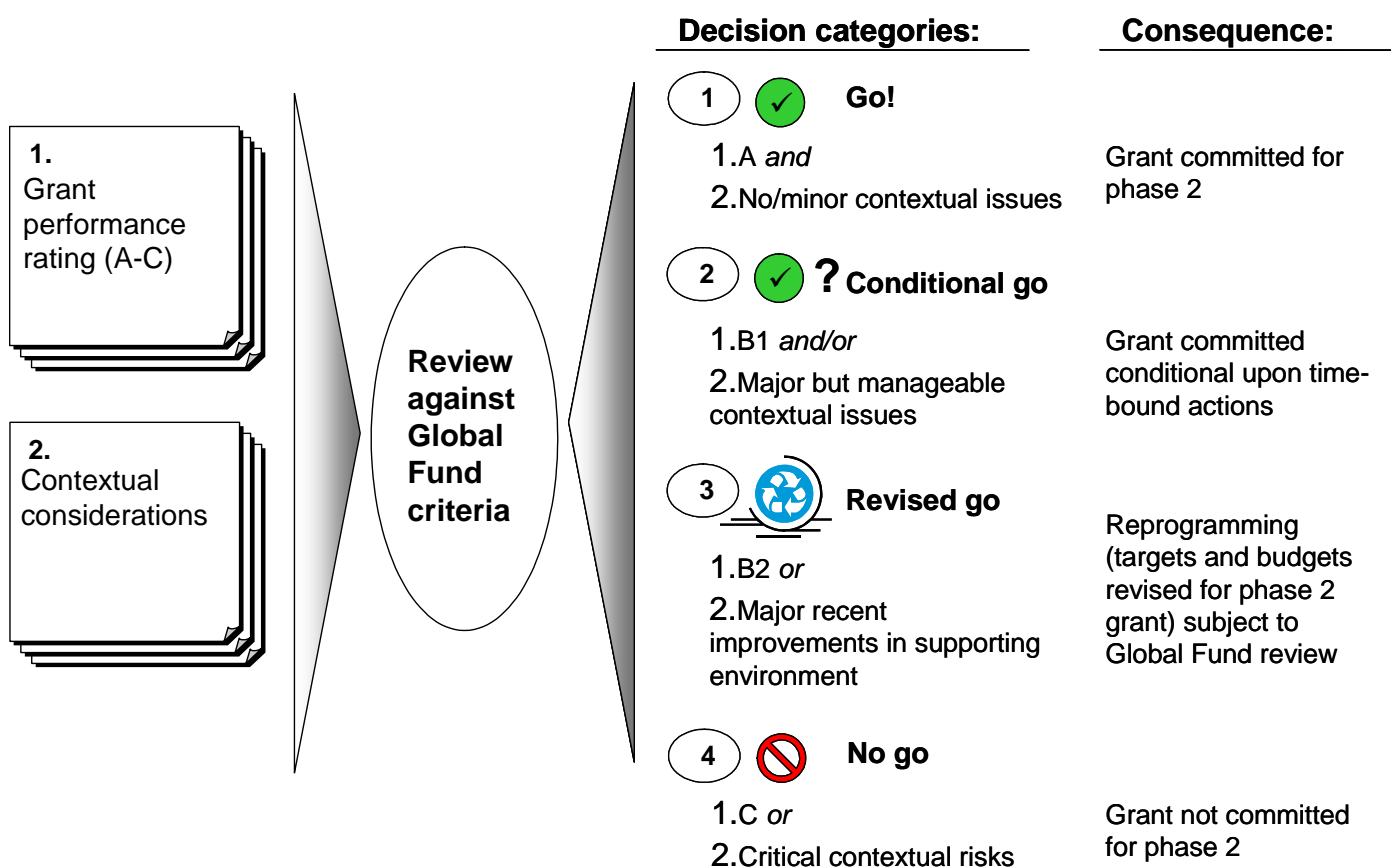 Decision categories:
Consequence:
1.
Grant
performance
rating (A-C)
2.
Contextual
considerations
Review
against
Global
Fund
criteria
1
Go!
1.A and
2.No/minor contextual issues
Grant committed for
phase 2
2
? Conditional go
1.B1 and/or
2.Major but manageable
contextual issues
Grant committed
conditional upon time-
bound actions
3
Revised go
1.B2 or
2.Major recent
improvements in supporting
environment
Reprogramming
(targets and budgets
revised for phase 2
grant) subject to
Global Fund review
4
No go
1.C or
2.Critical contextual risks
Grant not committed
for phase 2